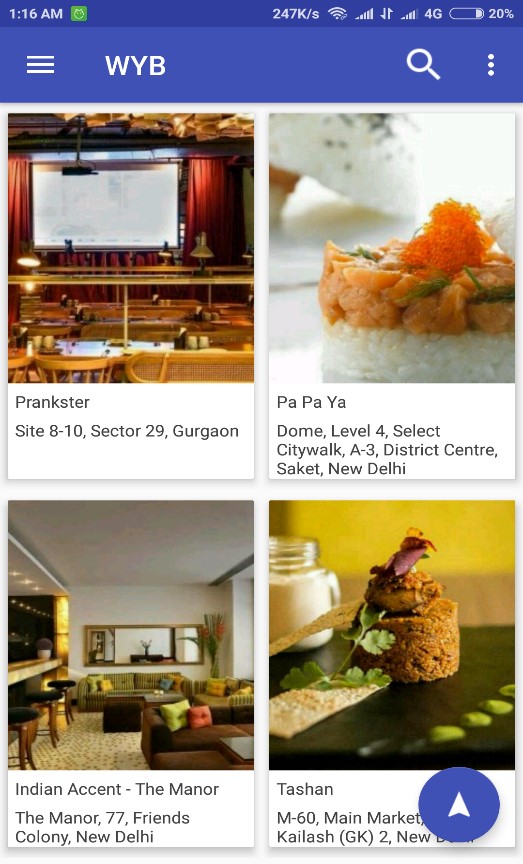 1:16 AM
247K/s
4G
20%
WYB
Prankster
Site 8-10, Sector 29, Gurgaon
Pa Pa Ya
Dome, Level 4, Select
Citywalk, A-3, District Centre,
Saket, New Delhi
Indian Accent - The Manor
The Manor, 77, Friends
Colony, New Delhi
Tashan
M-60, Main Market,
Kailash (GK) 2, New